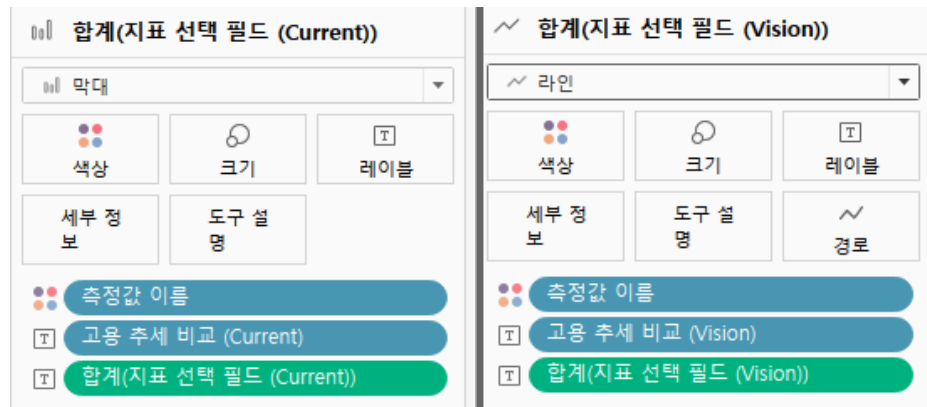 합계(지표 선택 필드 (Current))
막대
색상
크기
T
레이블
세부 정
보
도구 설
명
측정값 이름
T
고용 추세 비교 (Current)
T
합계(지표 선택 필드 (Current))
합계(지표 선택 필드 (Vision))
라인
색상
크기
T
레이블
세부 정
보
도구 설
명
경로
측정값 이름
T
고용 추세 비교 (Vision)
T
합계(지표 선택 필드 (Vision))